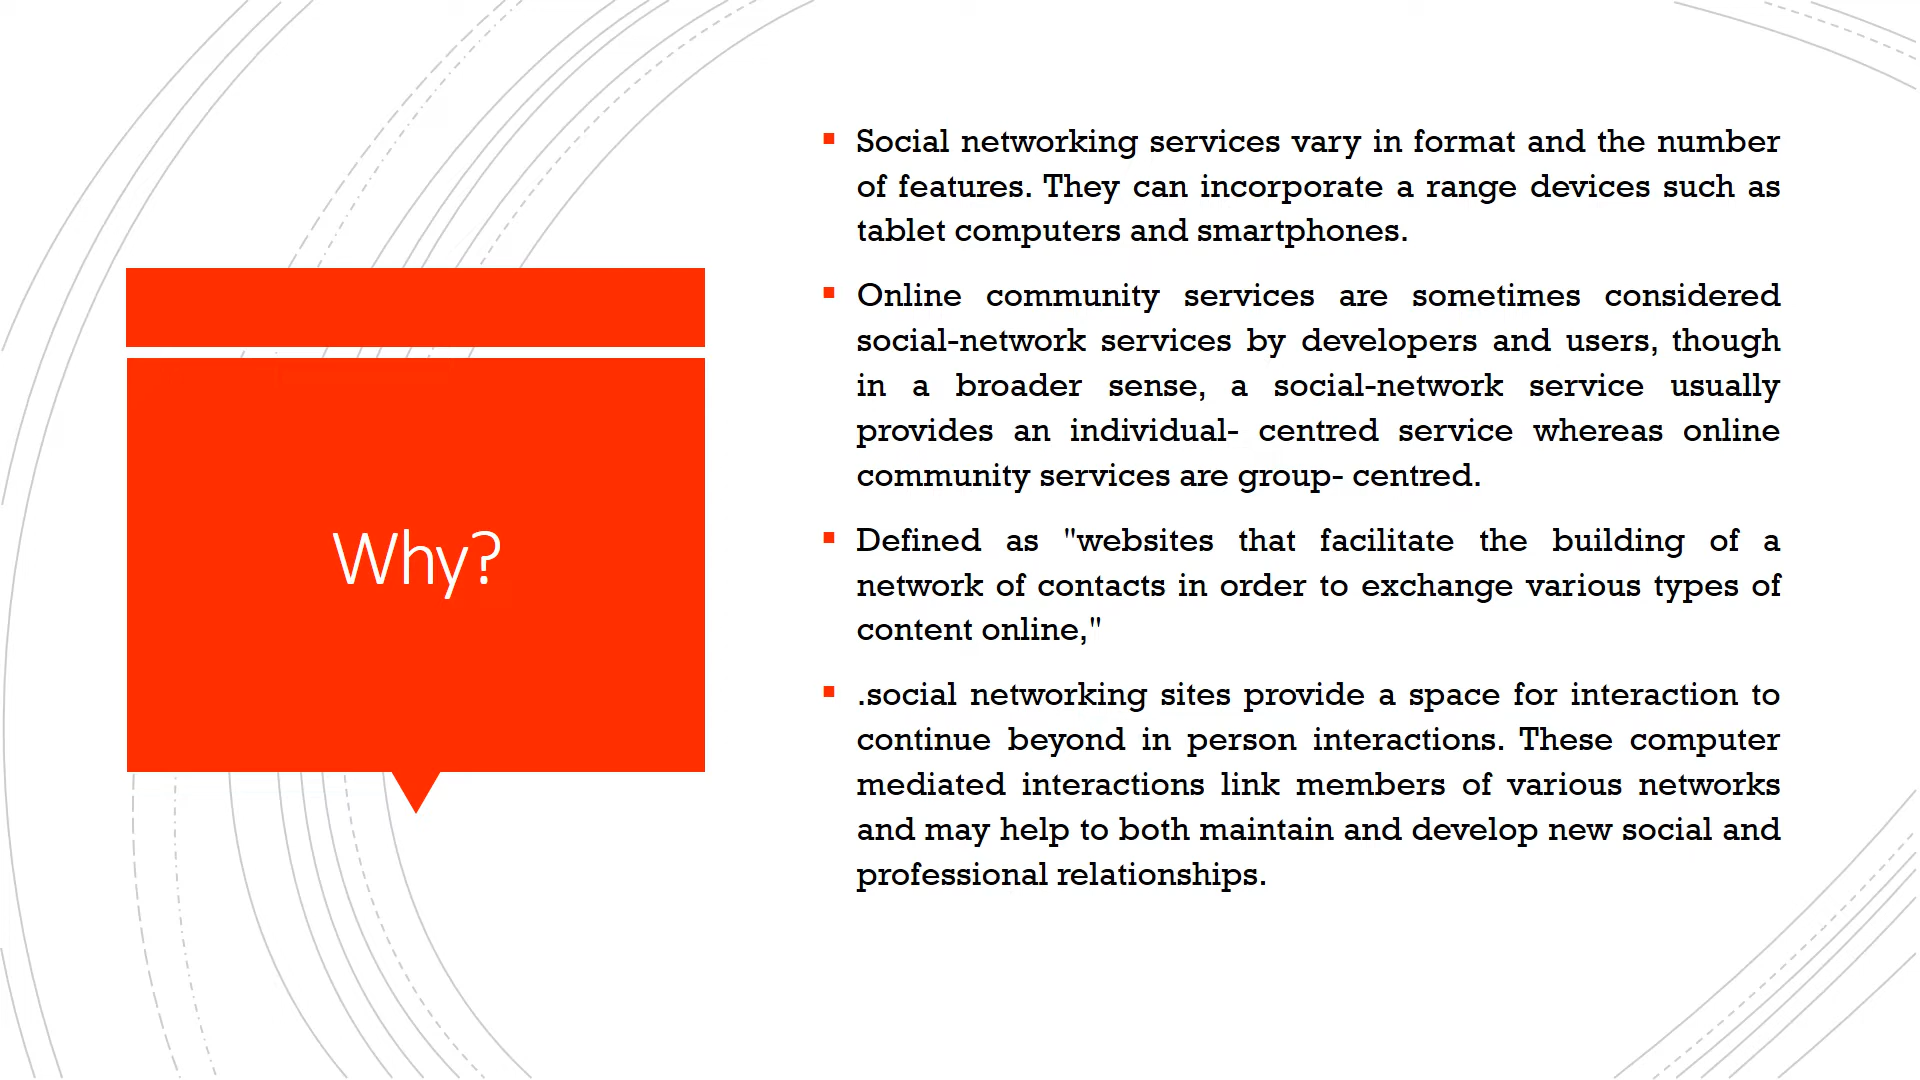 Why?
Social networking services vary in format and the number
of features. They can incorporate a range devices such as
tablet computers and smartphones.
Online community services are sometimes considered
social-network services by developers and users, though
in a broader sense, a social-network service usually
provides an individual- centred service whereas online
community services are group- centred.
Defined as "websites that facilitate the building of a
network of contacts in order to exchange various types of
content online,"
.social networking sites provide a space for interaction to
continue beyond in person interactions. These computer
mediated interactions link members of various networks
and may help to both maintain and develop new social and
professional relationships.